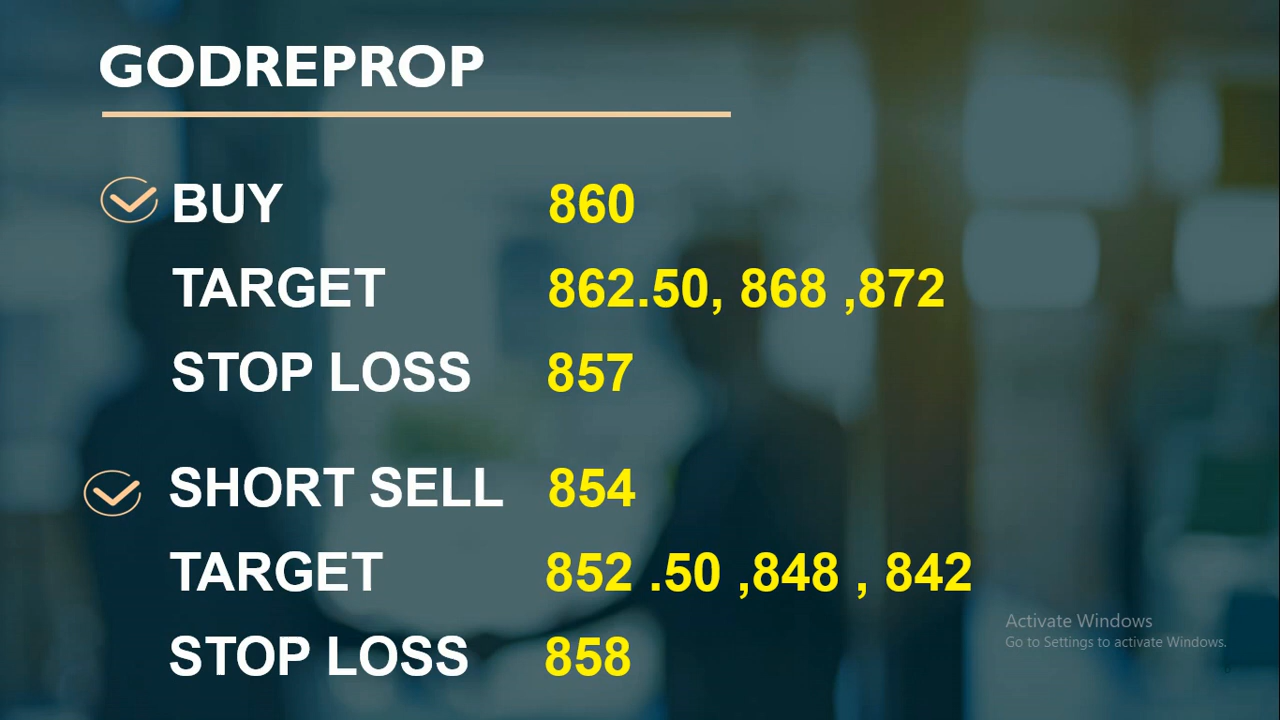 GODREPROP
BUY 860
TARGET 862.50, 868 ,872
STOP LOSS 857
SHORT SELL 854
TARGET 852 .50 ,848 , 842
STOP LOSS 858
Activate Windows
Go to Settings to activate Windows.